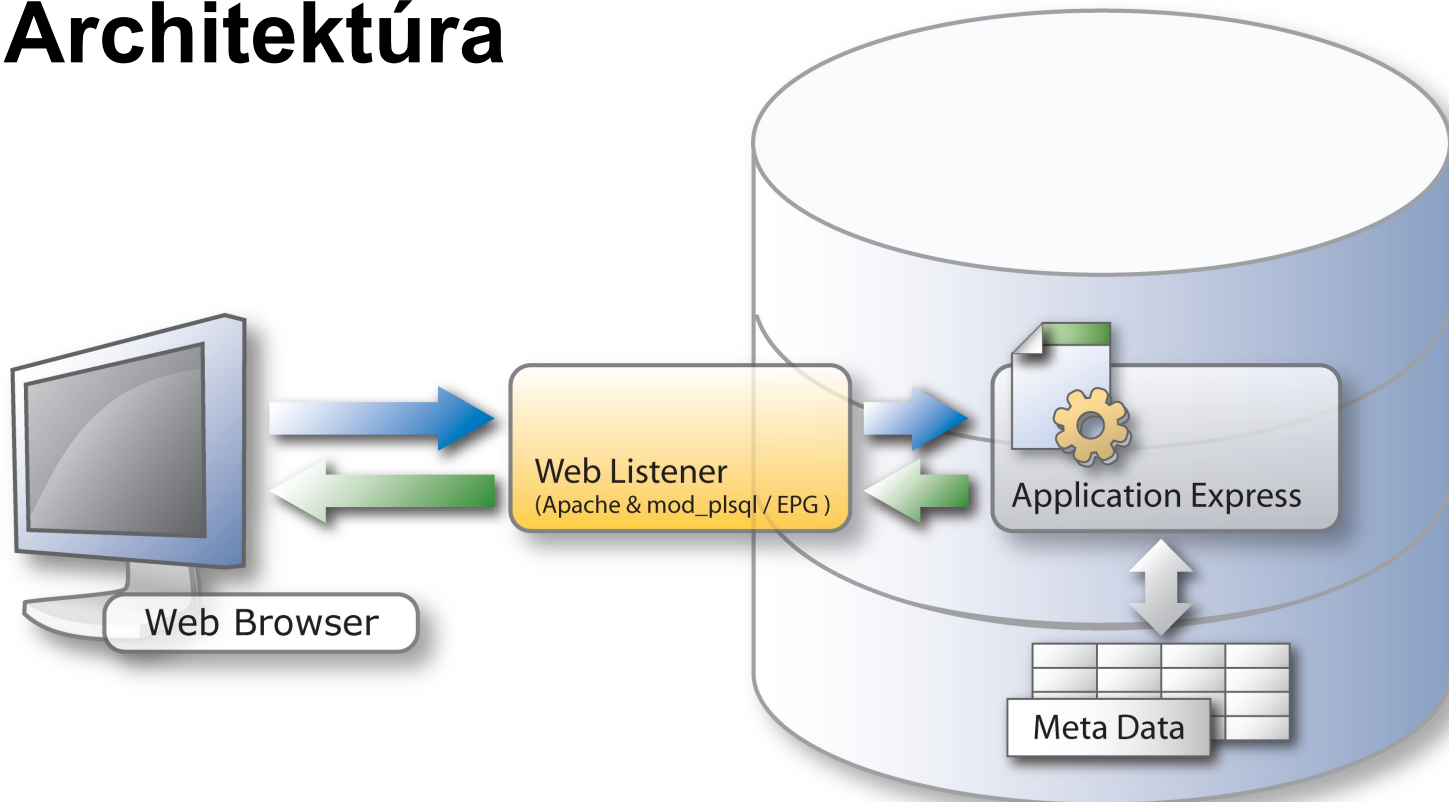 Architektúra
Web Listener
(Apache & mod_plsql / EPG )
Application Express
Web Browser
Meta Data